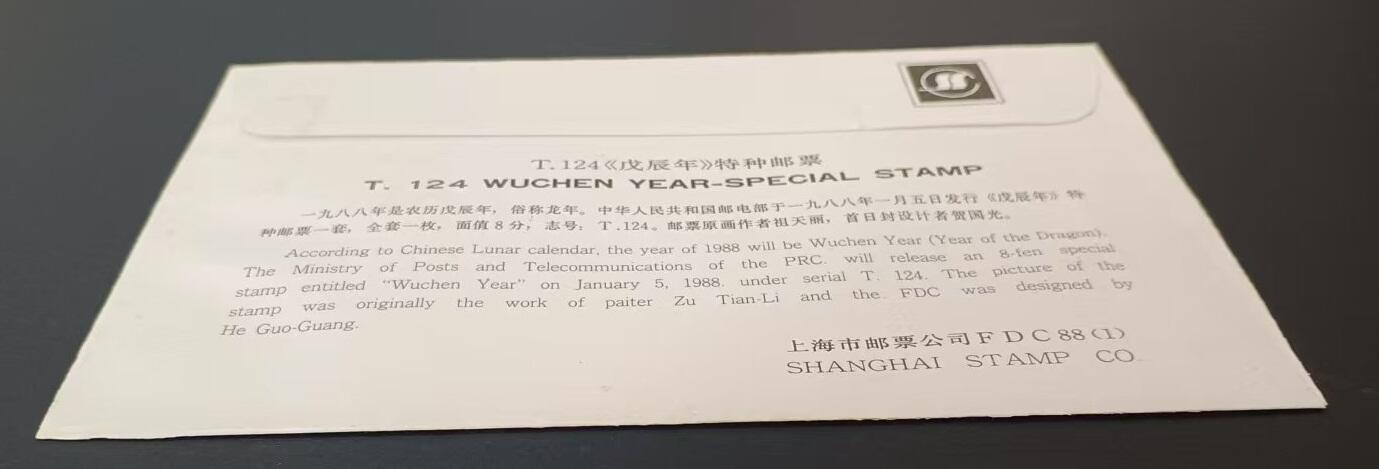 T.124《戊辰年》特种邮票
T. 124 WUCHEN YEAR-SPECIAL STAMP
一九八八年是农历戊辰年，俗称龙年。中华人民共和国邮电部于一九八八年一月五日发行《戊辰年》特
种邮票一套，全套一枚，面值8分，志号：T.124。邮票原画作者祖天丽，首日封设计者贺国光。
According to Chinese Lunar calendar, the year of 1988 will be Wuchen Year (Year of the Dragon).
The Ministry of Posts and Telecommunications of the PRC. will release an 8-fen special
stamp entitled "Wuchen Year" on January 5, 1988. under serial T. 124. The picture of the
stamp was originally the work of paiter Zu Tian-Li and the FDC was designed by
He Guo-Guang.
上海市邮票公司 F D C 88 (1)
SHANGHAI STAMP CO